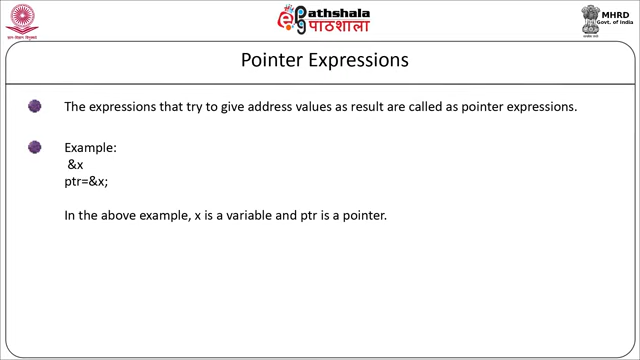 ePathshala
पाठशाला
MHRD
Govt. of India
Pointer Expressions
The expressions that try to give address values as result are called as pointer expressions.
Example:
&x
ptr=&x;
In the above example, x is a variable and ptr is a pointer.